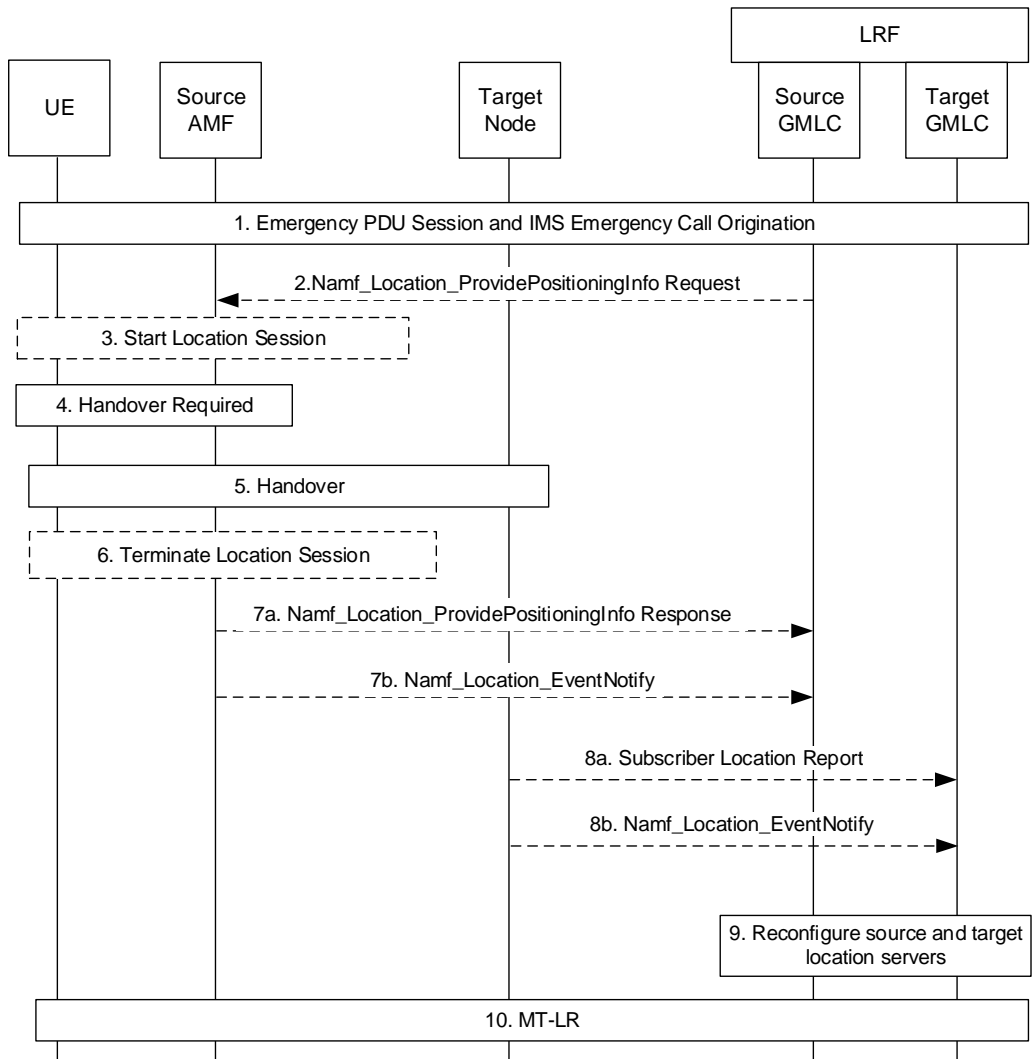 LRF
UE
Source
AMF
Target
Node
Source
GMLC
Target
GMLC
1. Emergency PDU Session and IMS Emergency Call Origination
2.Namf_Location_ProvidePositioningInfo Request
3. Start Location Session
4. Handover Required
5. Handover
6. Terminate Location Session
7a. Namf_Location_ProvidePositioningInfo Response
7b. Namf_Location_EventNotify
8a. Subscriber Location Report
8b. Namf_Location_EventNotify
9. Reconfigure source and target
location servers
10. MT-LR